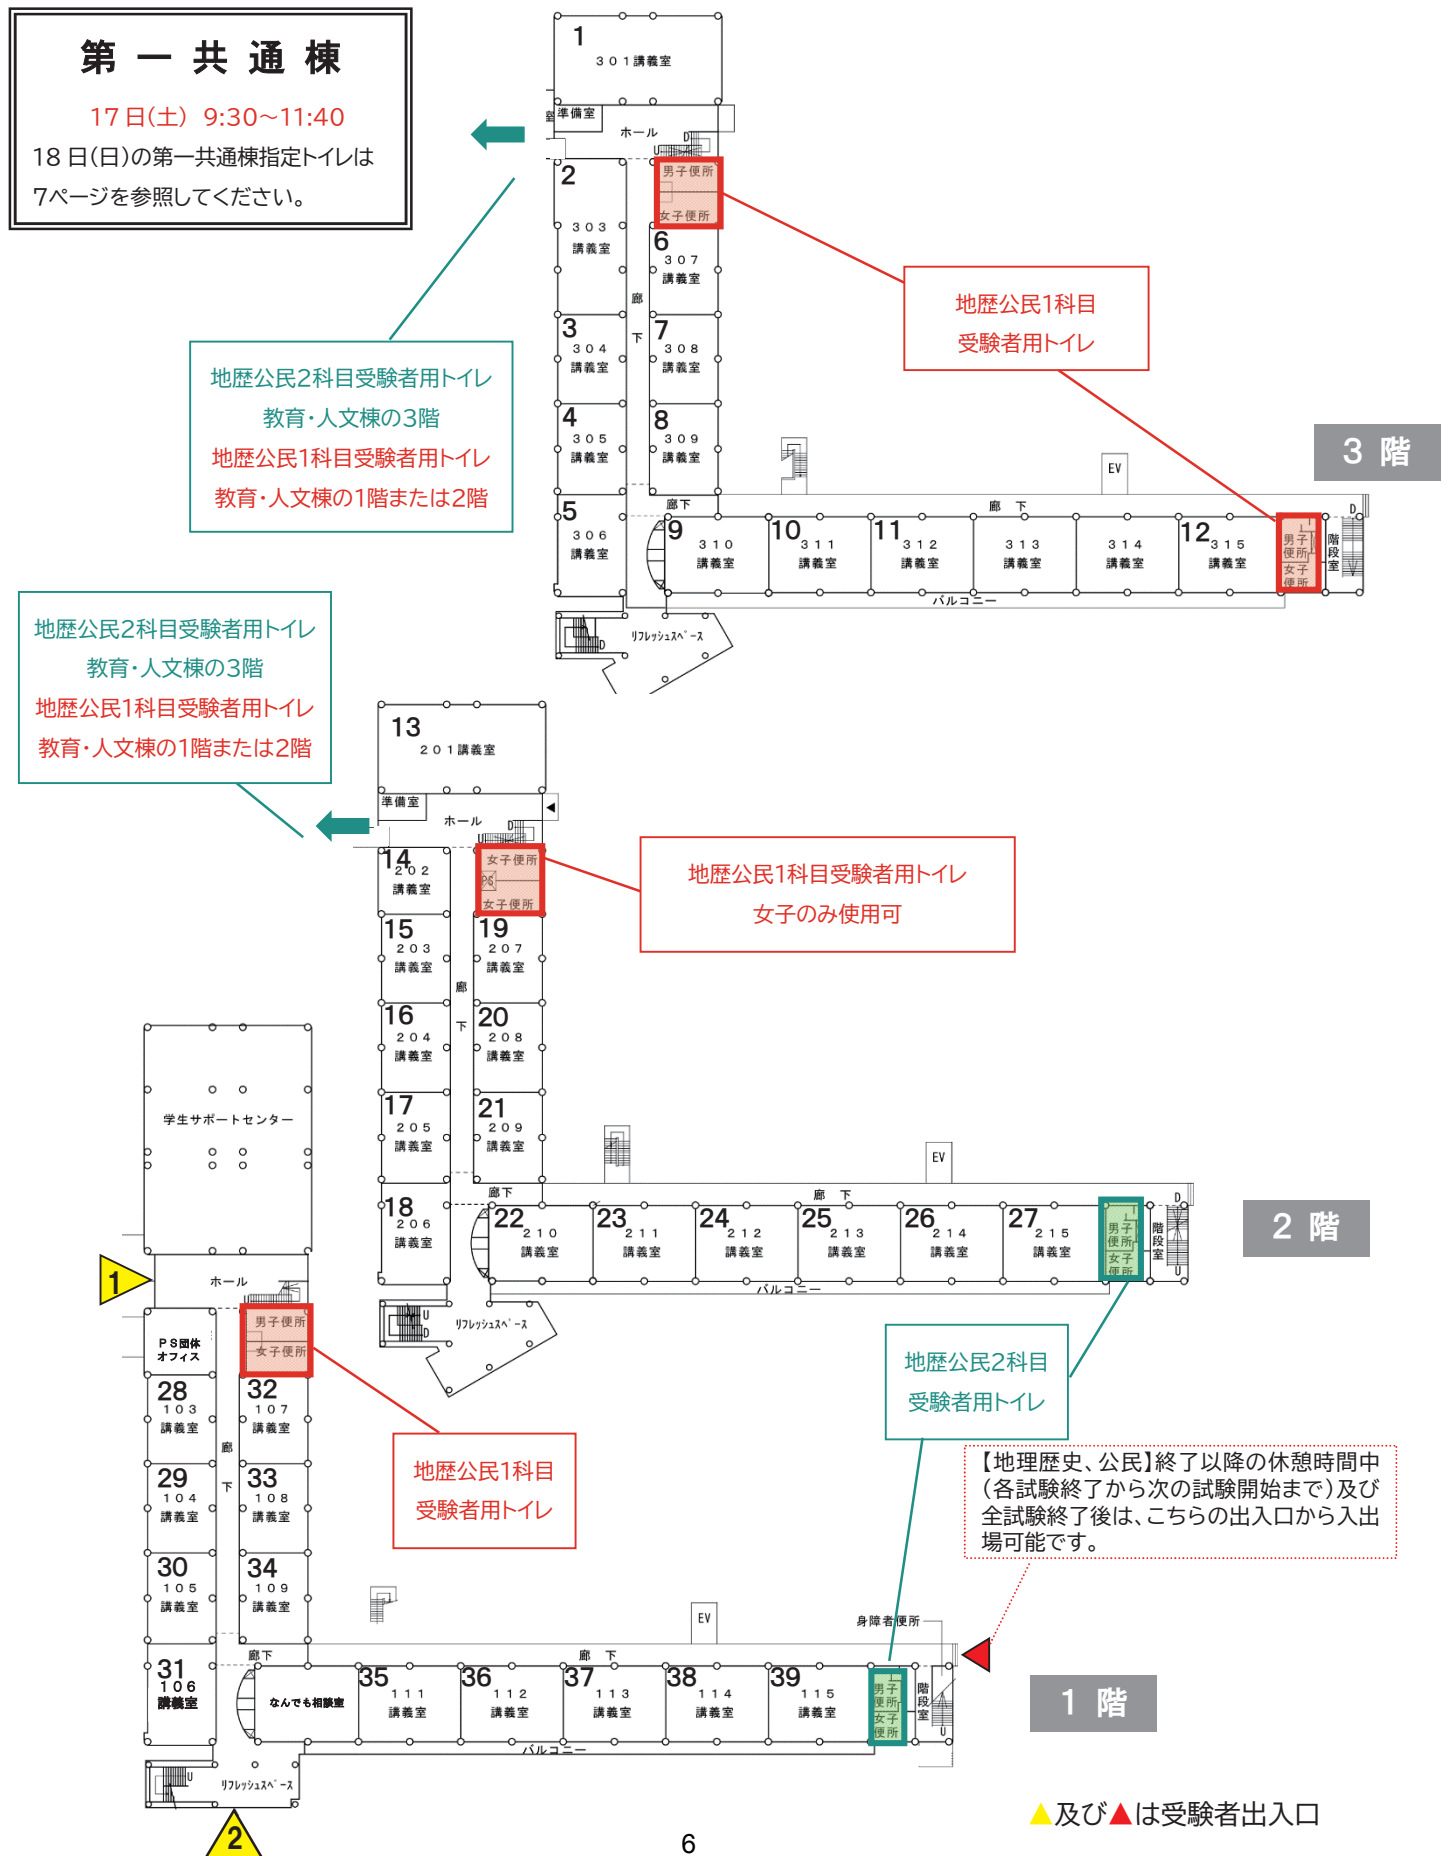 第一共通棟
17日(土) 9:30～11:40
18日(日)の第一共通棟指定トイレは
7ページを参照してください。
1
301講義室
準備室
ホール
D
U
男子便所
女子便所
2
303
講義室
6
307
講義室
廊
下
3
304
講義室
7
308
講義室
4
305
講義室
8
309
講義室
5
306
講義室
廊下
廊 下
EV
9
310
講義室
10
311
講義室
11
312
講義室
313
講義室
314
講義室
12
315
講義室
男子
便所
女子
便所
階段室
D
バルコニー
リフレッシュスペース
D
地歴公民1科目
受験者用トイレ
3 階
地歴公民2科目受験者用トイレ
教育・人文棟の3階
地歴公民1科目受験者用トイレ
教育・人文棟の1階または2階
地歴公民2科目受験者用トイレ
教育・人文棟の3階
地歴公民1科目受験者用トイレ
教育・人文棟の1階または2階
13
201講義室
準備室
ホール
D
U
女子便所
PS
女子便所
地歴公民1科目受験者用トイレ
女子のみ使用可
14
202
講義室
15
203
講義室
19
207
講義室
廊
下
16
204
講義室
20
208
講義室
17
205
講義室
21
209
講義室
18
206
講義室
廊下
廊 下
EV
22
210
講義室
23
211
講義室
24
212
講義室
25
213
講義室
26
214
講義室
27
215
講義室
男子
便所
女子
便所
階段室
D
U
バルコニー
リフレッシュスペース
U
D
2 階
地歴公民2科目
受験者用トイレ
学生サポートセンター
1
ホール
U
男子便所
女子便所
PS団体
オフィス
28
103
講義室
32
107
講義室
廊
下
29
104
講義室
33
108
講義室
30
105
講義室
34
109
講義室
31
106
講義室
廊下
廊 下
EV
身障者便所
なんでも相談室
35
111
講義室
36
112
講義室
37
113
講義室
38
114
講義室
39
115
講義室
男子
便所
女子
便所
階段室
U
バルコニー
リフレッシュスペース
U
2
地歴公民1科目
受験者用トイレ
【地理歴史、公民】終了以降の休憩時間中
(各試験終了から次の試験開始まで)及び
全試験終了後は、こちらの出入口から入出
場可能です。
1 階
▲及び▲は受験者出入口
6